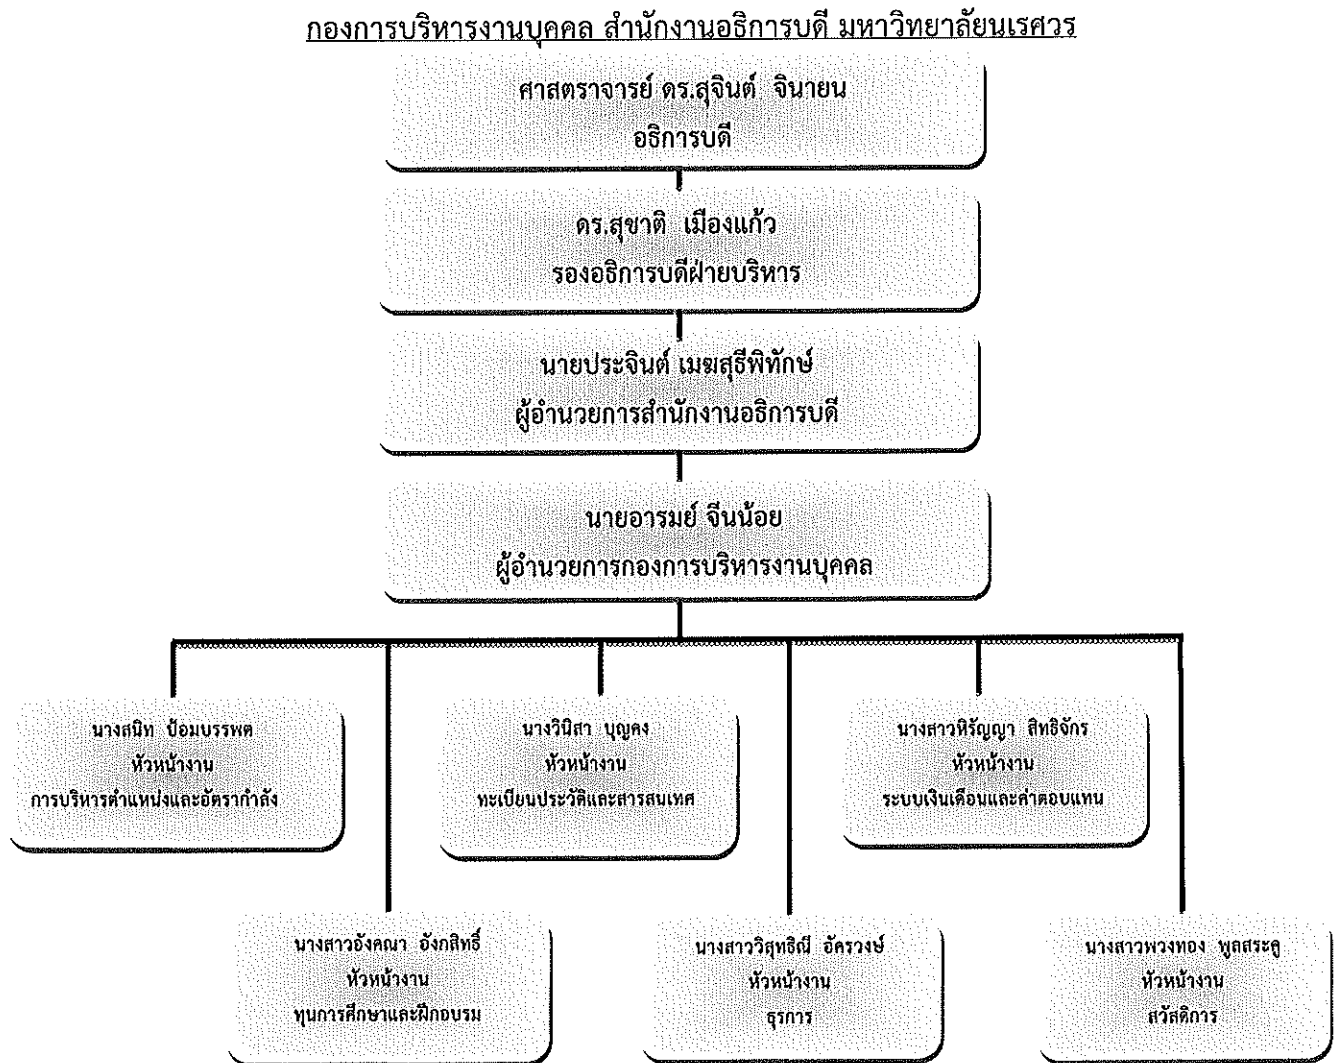 กองการบริหารงานบุคคล สำนักงานอธิการบดี มหาวิทยาลัยนเรศวร
ศาสตราจารย์ ดร.สุจินต์ จินายน
อธิการบดี
ดร.สุชาติ เมืองแก้ว
รองอธิการบดีฝ่ายบริหาร
นายประจินต์ เมฆสุธีพิทักษ์
ผู้อำนวยการสำนักงานอธิการบดี
นายอารมย์ จีนน้อย
ผู้อำนวยการกองการบริหารงานบุคคล
นางสนิท ป้อมบรรพต
หัวหน้างาน
การบริหารตำแหน่งและอัตรากำลัง
นางวินิสา บุญคง
หัวหน้างาน
ทะเบียนประวัติและสารสนเทศ
นางสาวหิรัญญา สิทธิจักร
หัวหน้างาน
ระบบเงินเดือนและค่าตอบแทน
นางสาวอังคณา อังกสิทธิ์
หัวหน้างาน
ทุนการศึกษาและฝึกอบรม
นางสาววิสุทธิณี อัครวงษ์
หัวหน้างาน
ธุรการ
นางสาวพวงทอง พูลสระคู
หัวหน้างาน
สวัสดิการ